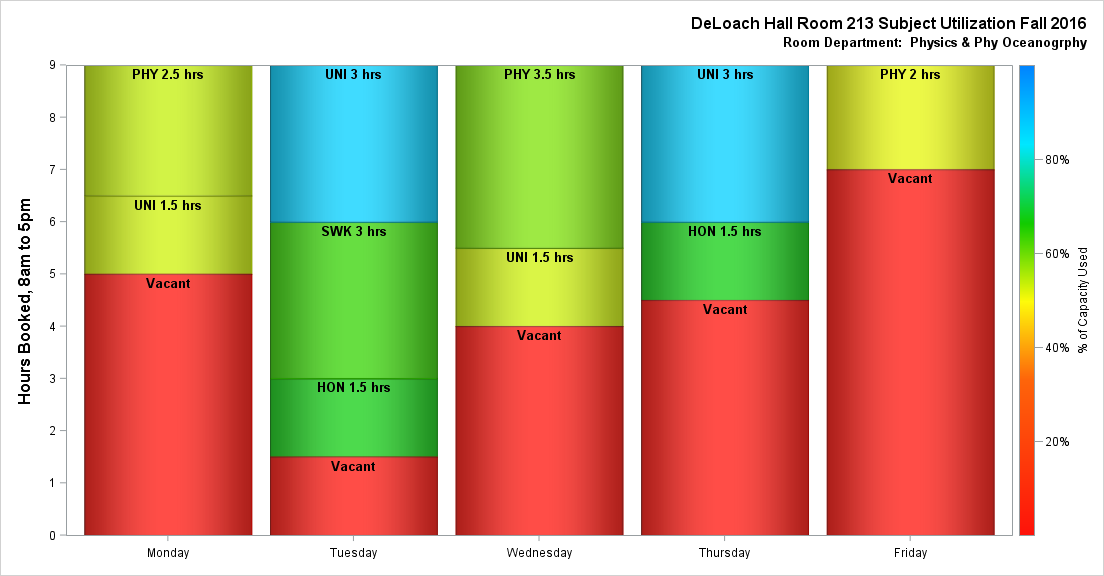 DeLoach Hall Room 213 Subject Utilization Fall 2016
Room Department:  Physics & Phy Oceanogrphy
Hours Booked, 8am to 5pm
9
8
7
6
5
4
3
2
1
0
PHY 2.5 hrs
UNI 1.5 hrs
Vacant
UNI 3 hrs
SWK 3 hrs
HON 1.5 hrs
Vacant
PHY 3.5 hrs
UNI 1.5 hrs
Vacant
UNI 3 hrs
HON 1.5 hrs
Vacant
PHY 2 hrs
Vacant
Monday
Tuesday
Wednesday
Thursday
Friday
80%
60%
40%
20%
% of Capacity Used